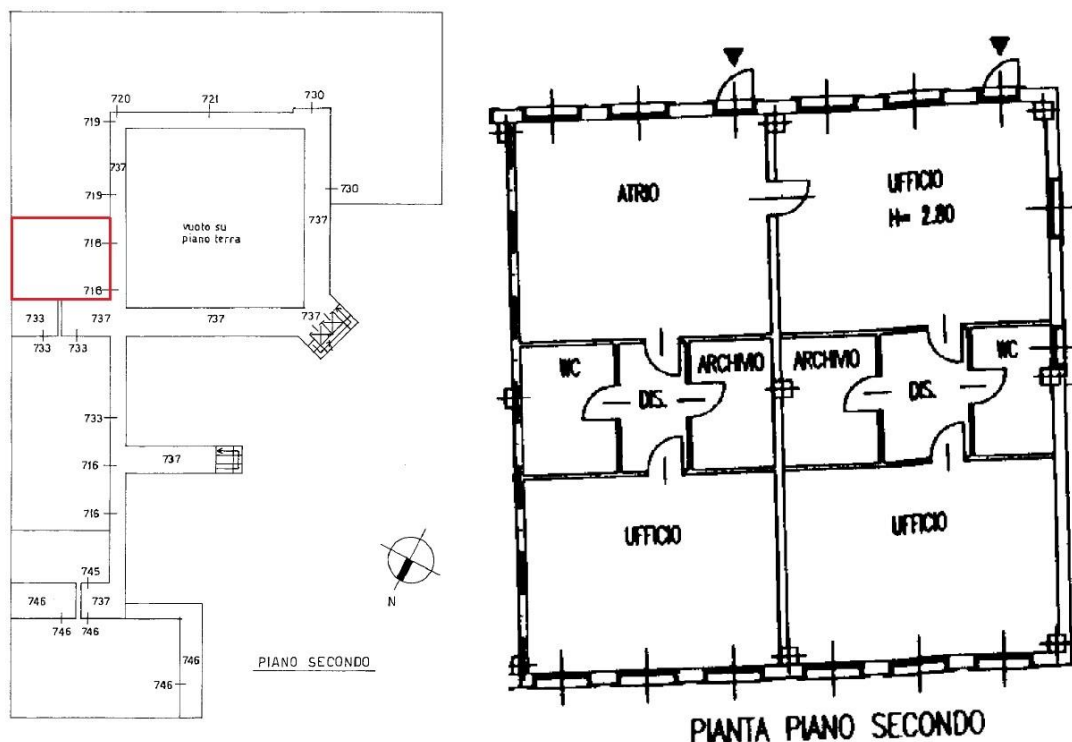 720
721
730
719
737
719
730
737
vuoto su
piano terra
718
718
733
737
737
737
733
733
733
737
716
716
745
746
737
746
746
746
746
N
PIANO SECONDO
ATRIO
UFFICIO
H= 2.80
WC
ARCHIVIO
ARCHIVIO
WC
DIS.
DIS.
UFFICIO
UFFICIO
PIANTA PIANO SECONDO